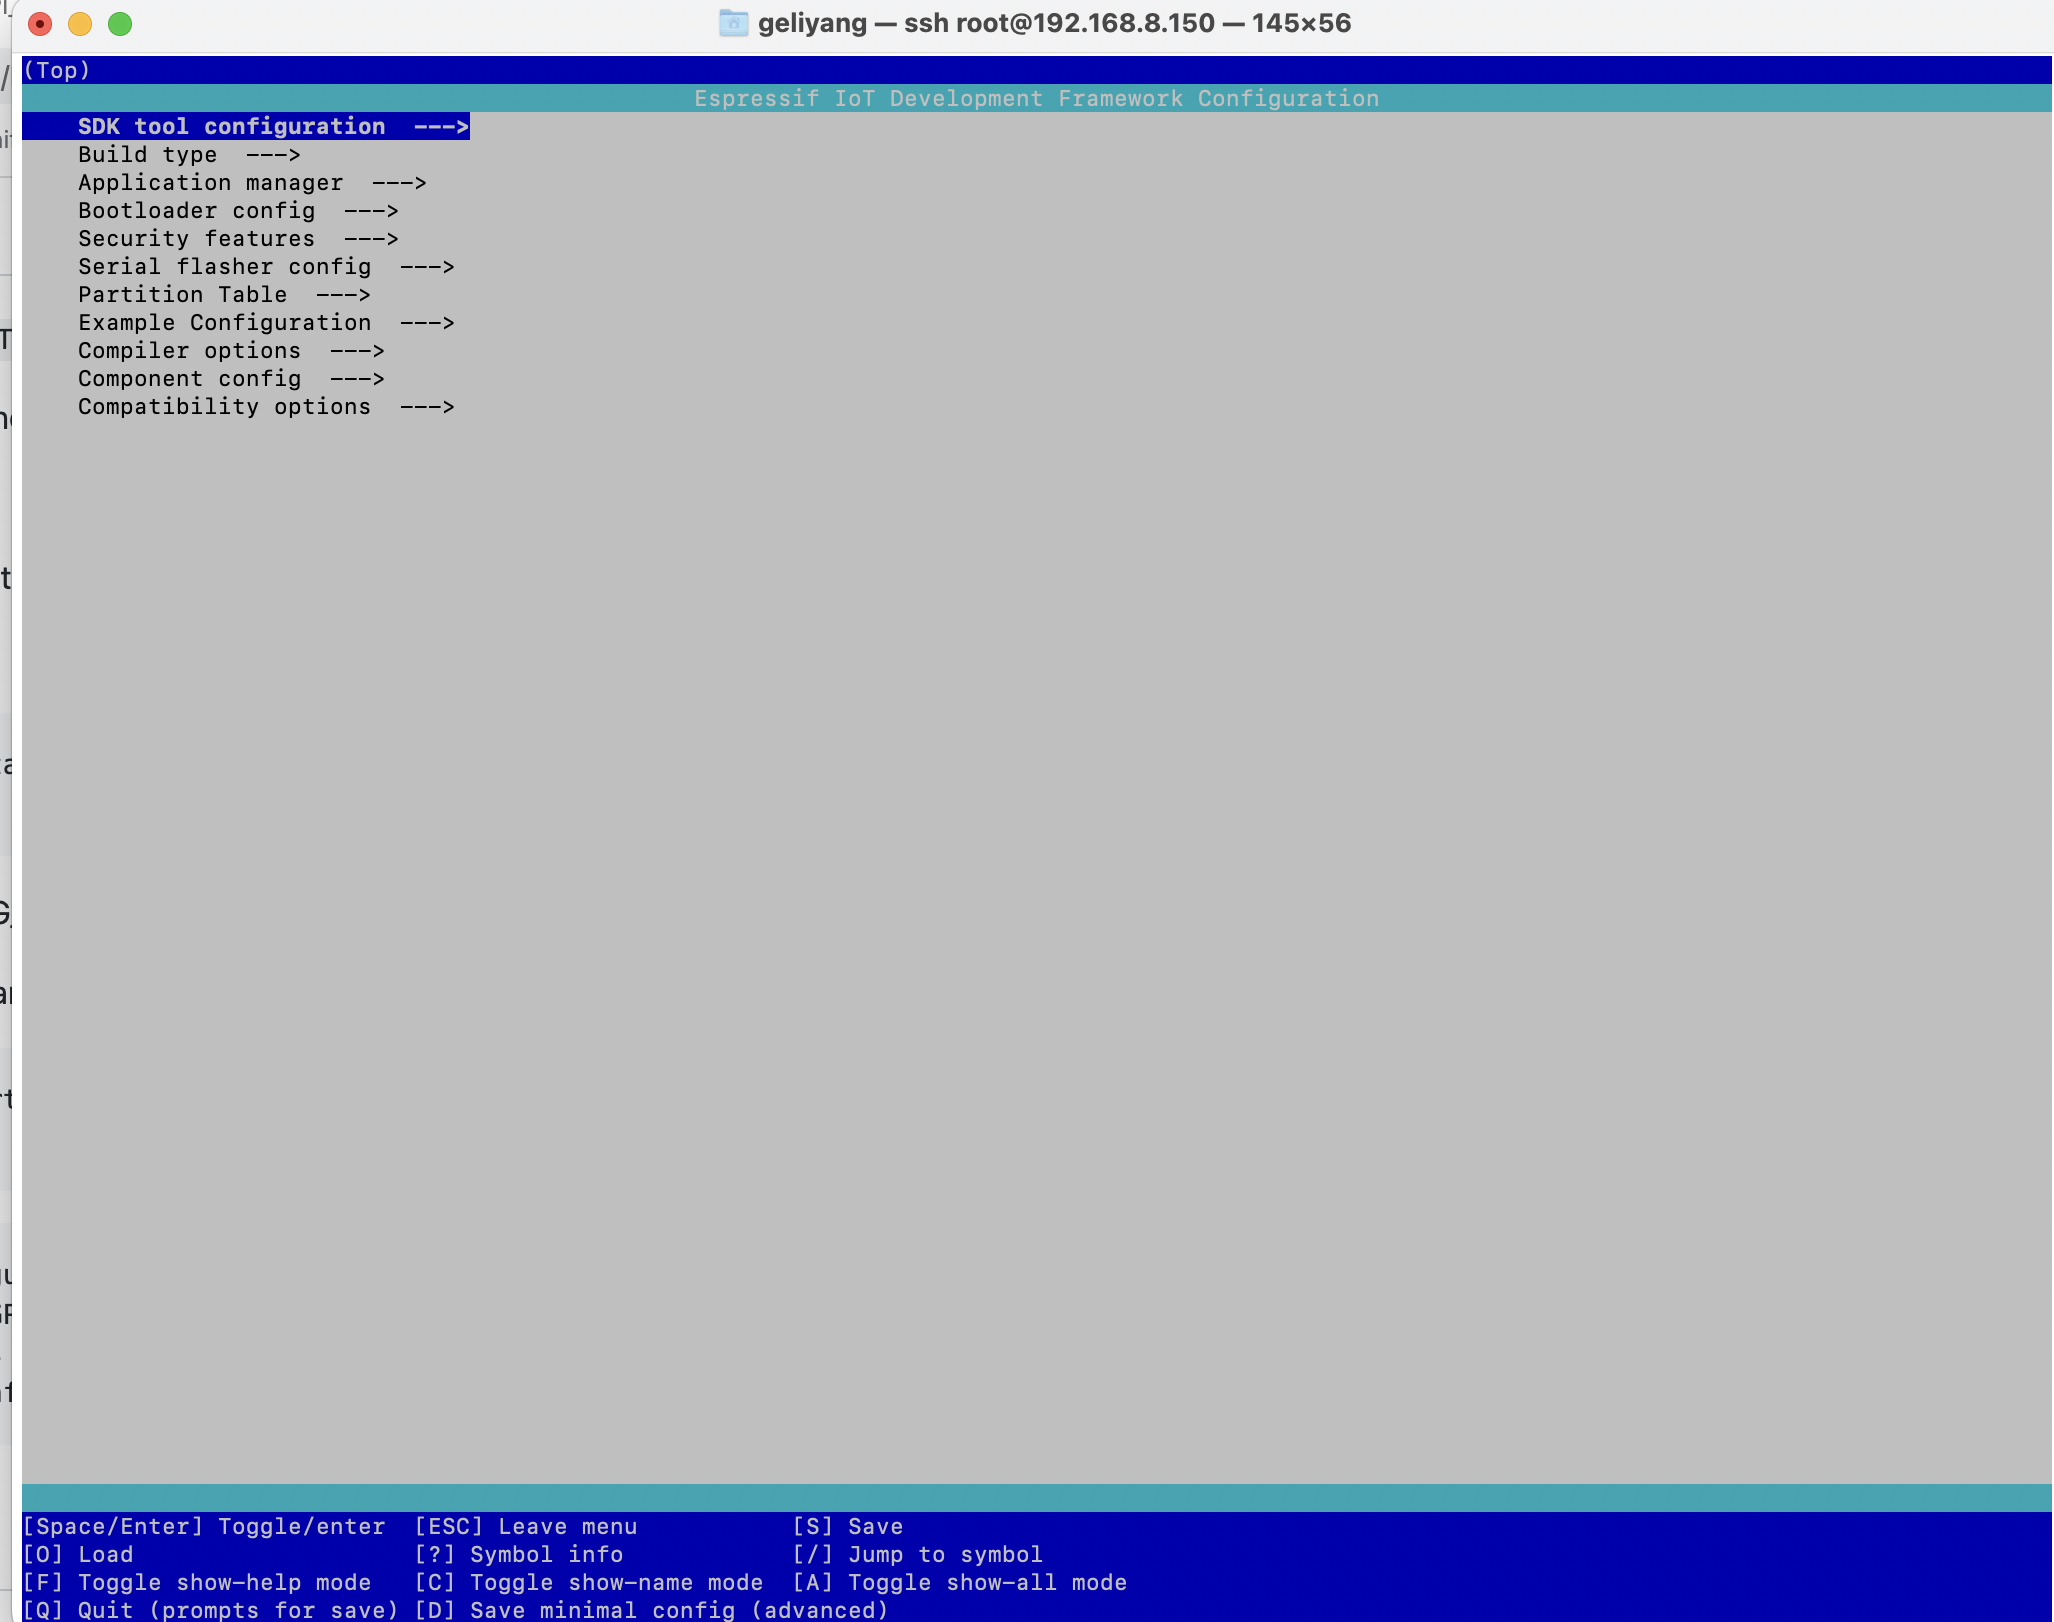 geliyang — ssh root@192.168.8.150 — 145×56
(Top)
Espressif IoT Development Framework Configuration
SDK tool configuration  --->
Build type  --->
Application manager  --->
Bootloader config  --->
Security features  --->
Serial flasher config  --->
Partition Table  --->
Example Configuration  --->
Compiler options  --->
Component config  --->
Compatibility options  --->
[Space/Enter] Toggle/enter  [ESC] Leave menu           [S] Save
[O] Load                    [?] Symbol info            [/] Jump to symbol
[F] Toggle show-help mode   [C] Toggle show-name mode  [A] Toggle show-all mode
[Q] Quit (prompts for save) [D] Save minimal config (advanced)